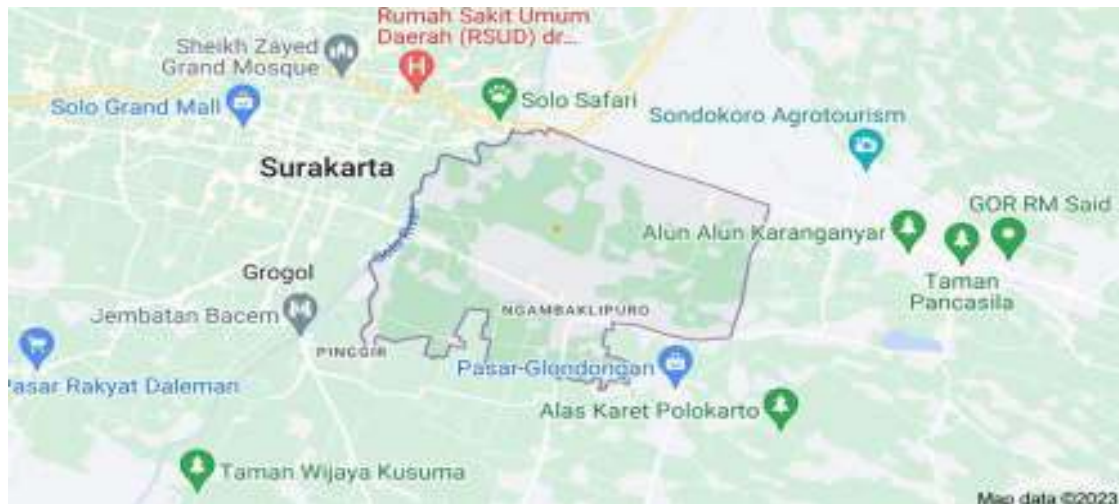 Rumah Sakit Umum
Daerah (RSUD) dr...
Sheikh Zayed
Grand Mosque
Solo Grand Mall
Solo Safari
Sondokoro Agrotourism
Surakarta
GOR RM Said
Alun Alun Karanganyar
Taman
Pancasila
Grogol
Jembatan Bacem
NGAMBAKLIPURO
PINGGIR
Pasar-Glondongan
Pasar Rakyat Daleman
Alas Karet Polokarto
Taman Wijaya Kusuma
Map data ©2023